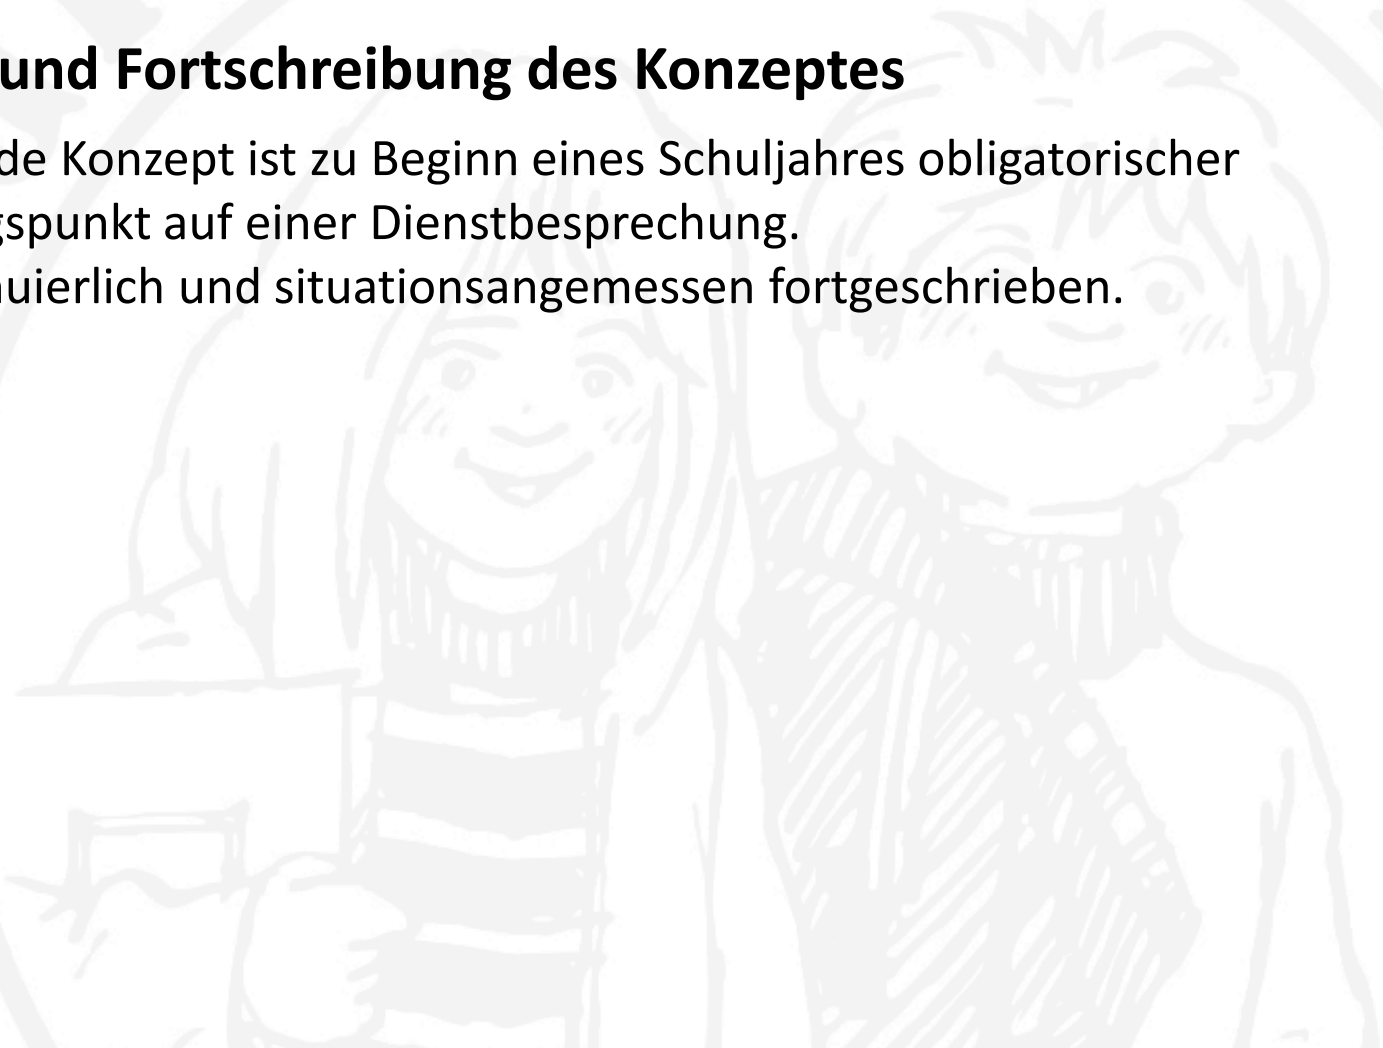 und Fortschreibung des Konzeptes
de Konzept ist zu Beginn eines Schuljahres obligatorischer
gspunkt auf einer Dienstbesprechung.
uierlich und situationsangemessen fortgeschrieben.